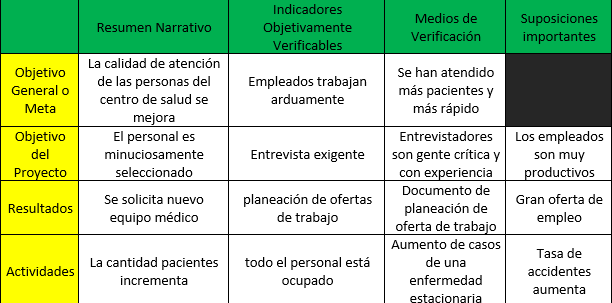 Resumen Narrativo
Indicadores
Objetivamente
Verificables
Medios de
Verificación
Suposiciones
importantes
Objetivo
General o
Meta
La calidad de atención
de las personas del
centro de salud se
mejora
Empleados trabajan
arduamente
Se han atendido
más pacientes y
más rápido
Objetivo
del
Proyecto
El personal es
minuciosamente
seleccionado
Entrevista exigente
Entrevistadores
son gente crítica y
con experiencia
Los empleados
son muy
productivos
Resultados
Se solicita nuevo
equipo médico
planeación de ofertas
de trabajo
Documento de
planeación de
oferta de trabajo
Gran oferta de
empleo
Actividades
La cantidad pacientes
incrementa
todo el personal está
ocupado
Aumento de casos
de una
enfermedad
estacionaria
Tasa de
accidentes
aumenta